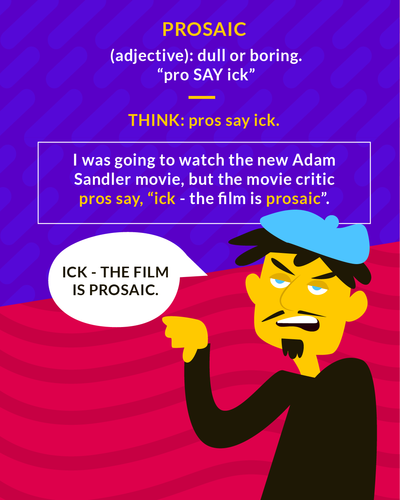 PROSAIC
(adjective): dull or boring.
“pro SAY ick”
THINK: pros say ick.
I was going to watch the new Adam
Sandler movie, but the movie critic
pros say, “ick - the film is prosaic”.
ICK - THE FILM
IS PROSAIC.